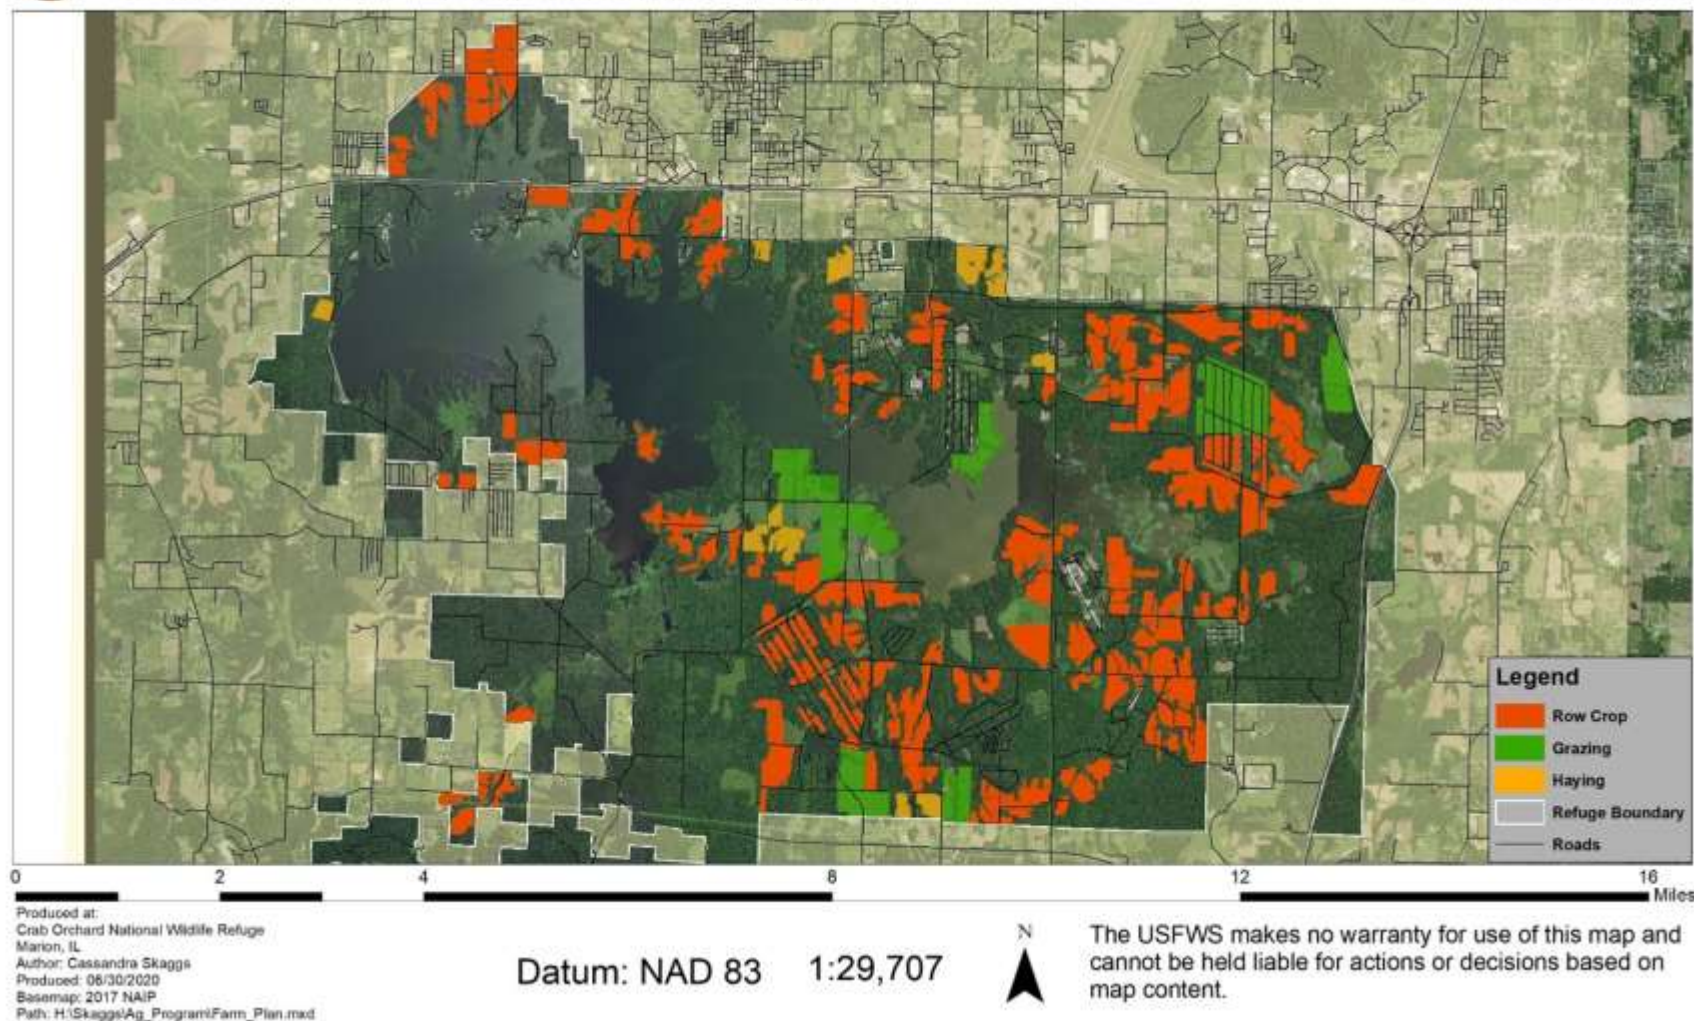 Legend
Row Crop
Grazing
Haying
Refuge Boundary
Roads
0 2 4 8 12 16
Miles
Produced at:
Crab Orchard National Wildlife Refuge
Marion, IL
Author: Cassandra Skaggs
Produced: 06/30/2020
Basemap: 2017 NAIP
Path: H:\Skaggs\Ag_Program\Farm_Plan.mxd
Datum: NAD 83 1:29,707
N
The USFWS makes no warranty for use of this map and
cannot be held liable for actions or decisions based on
map content.